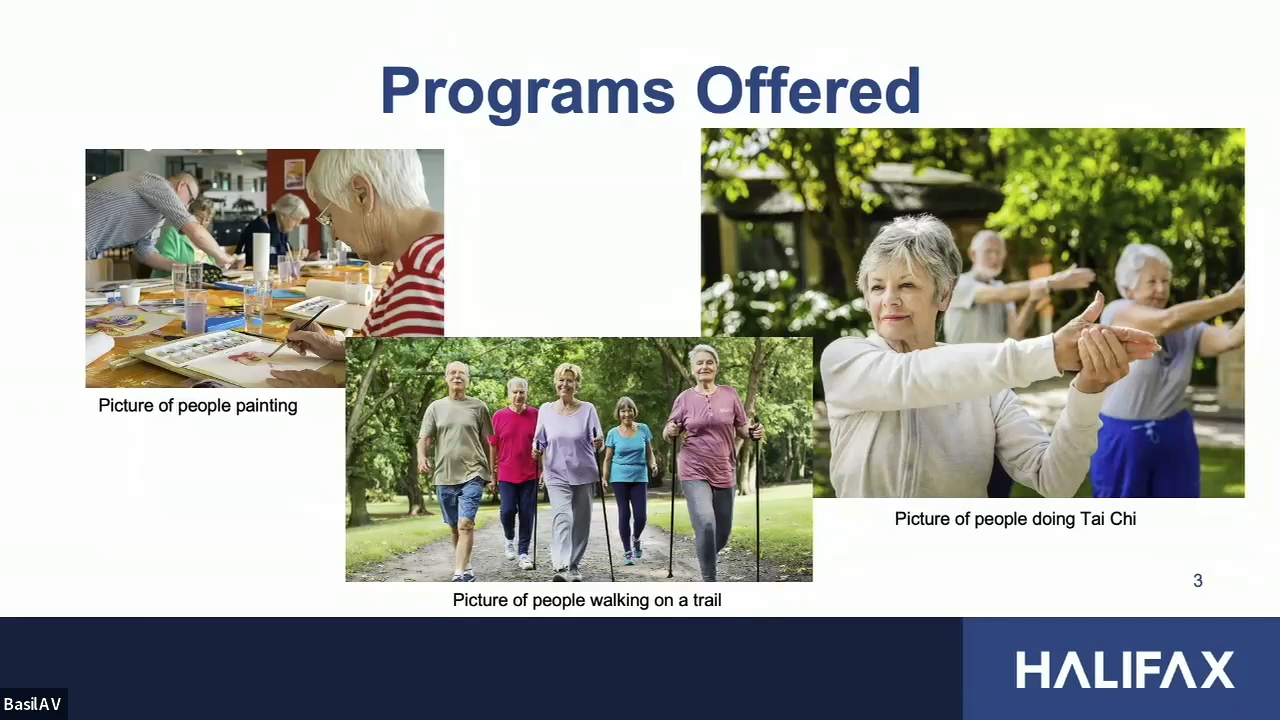 Programs Offered
Picture of people painting
Picture of people doing Tai Chi
Picture of people walking on a trail
3
HALIFAX
BasilAV